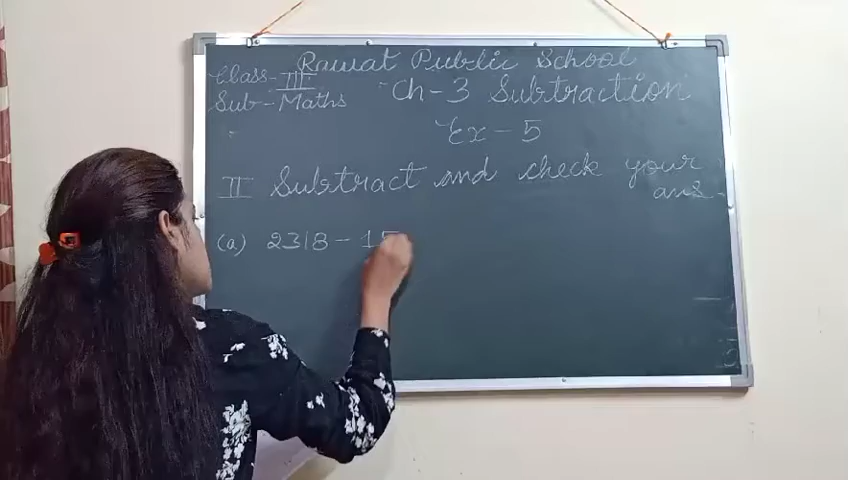 Rawat Public School
Class- III
Sub- Maths
Ch-3 Subtraction
Ex-5
II Subtract and check your
ans.
(a) 2318-15